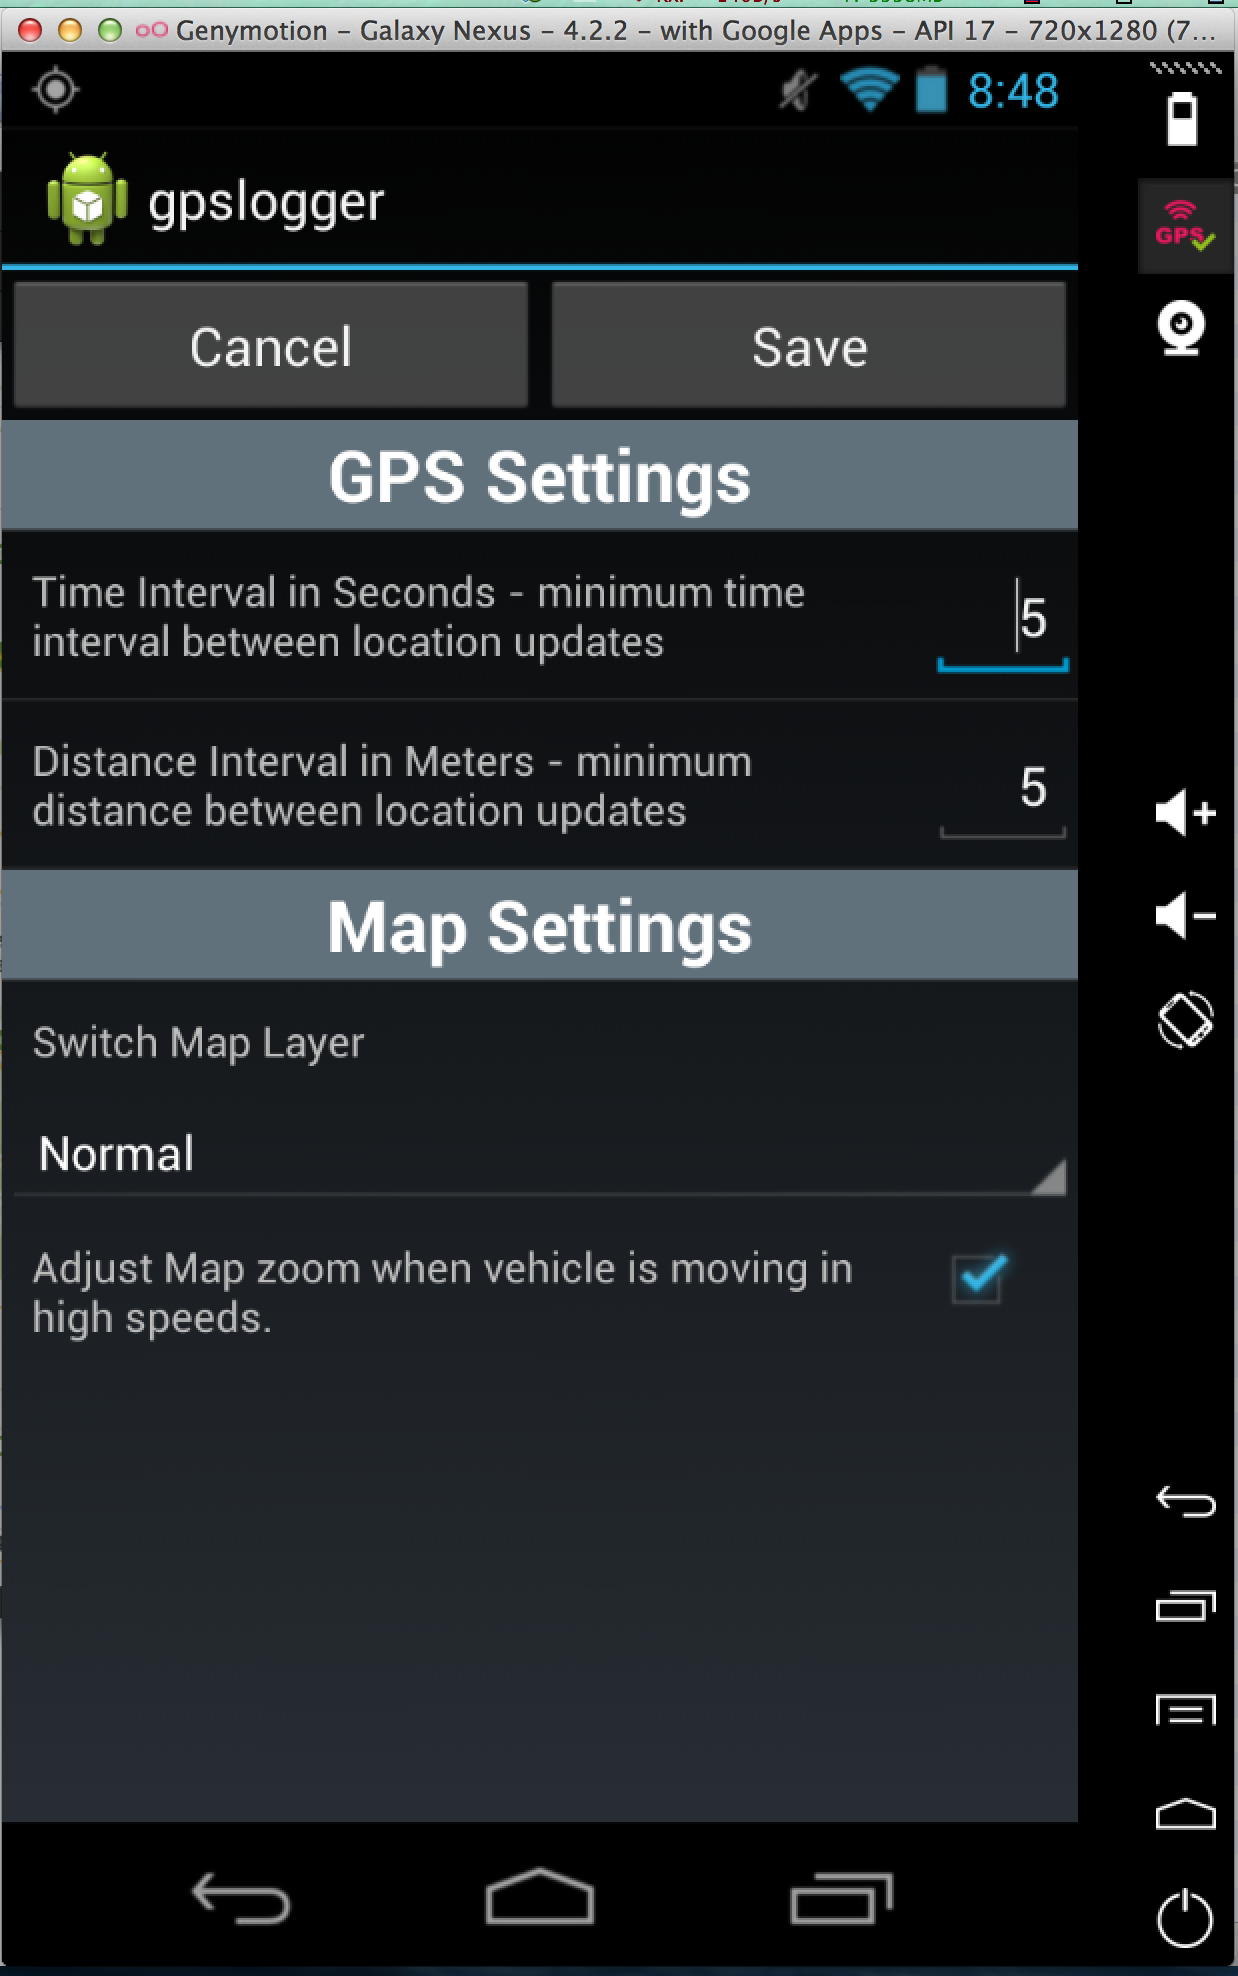 Genymotion – Galaxy Nexus – 4.2.2 – with Google Apps – API 17 – 720x1280 (7...
8:48
gpslogger
GPS
Cancel
Save
GPS Settings
Time Interval in Seconds - minimum time
interval between location updates
5
Distance Interval in Meters - minimum
distance between location updates
5
Map Settings
Switch Map Layer
Normal
Adjust Map zoom when vehicle is moving in
high speeds.